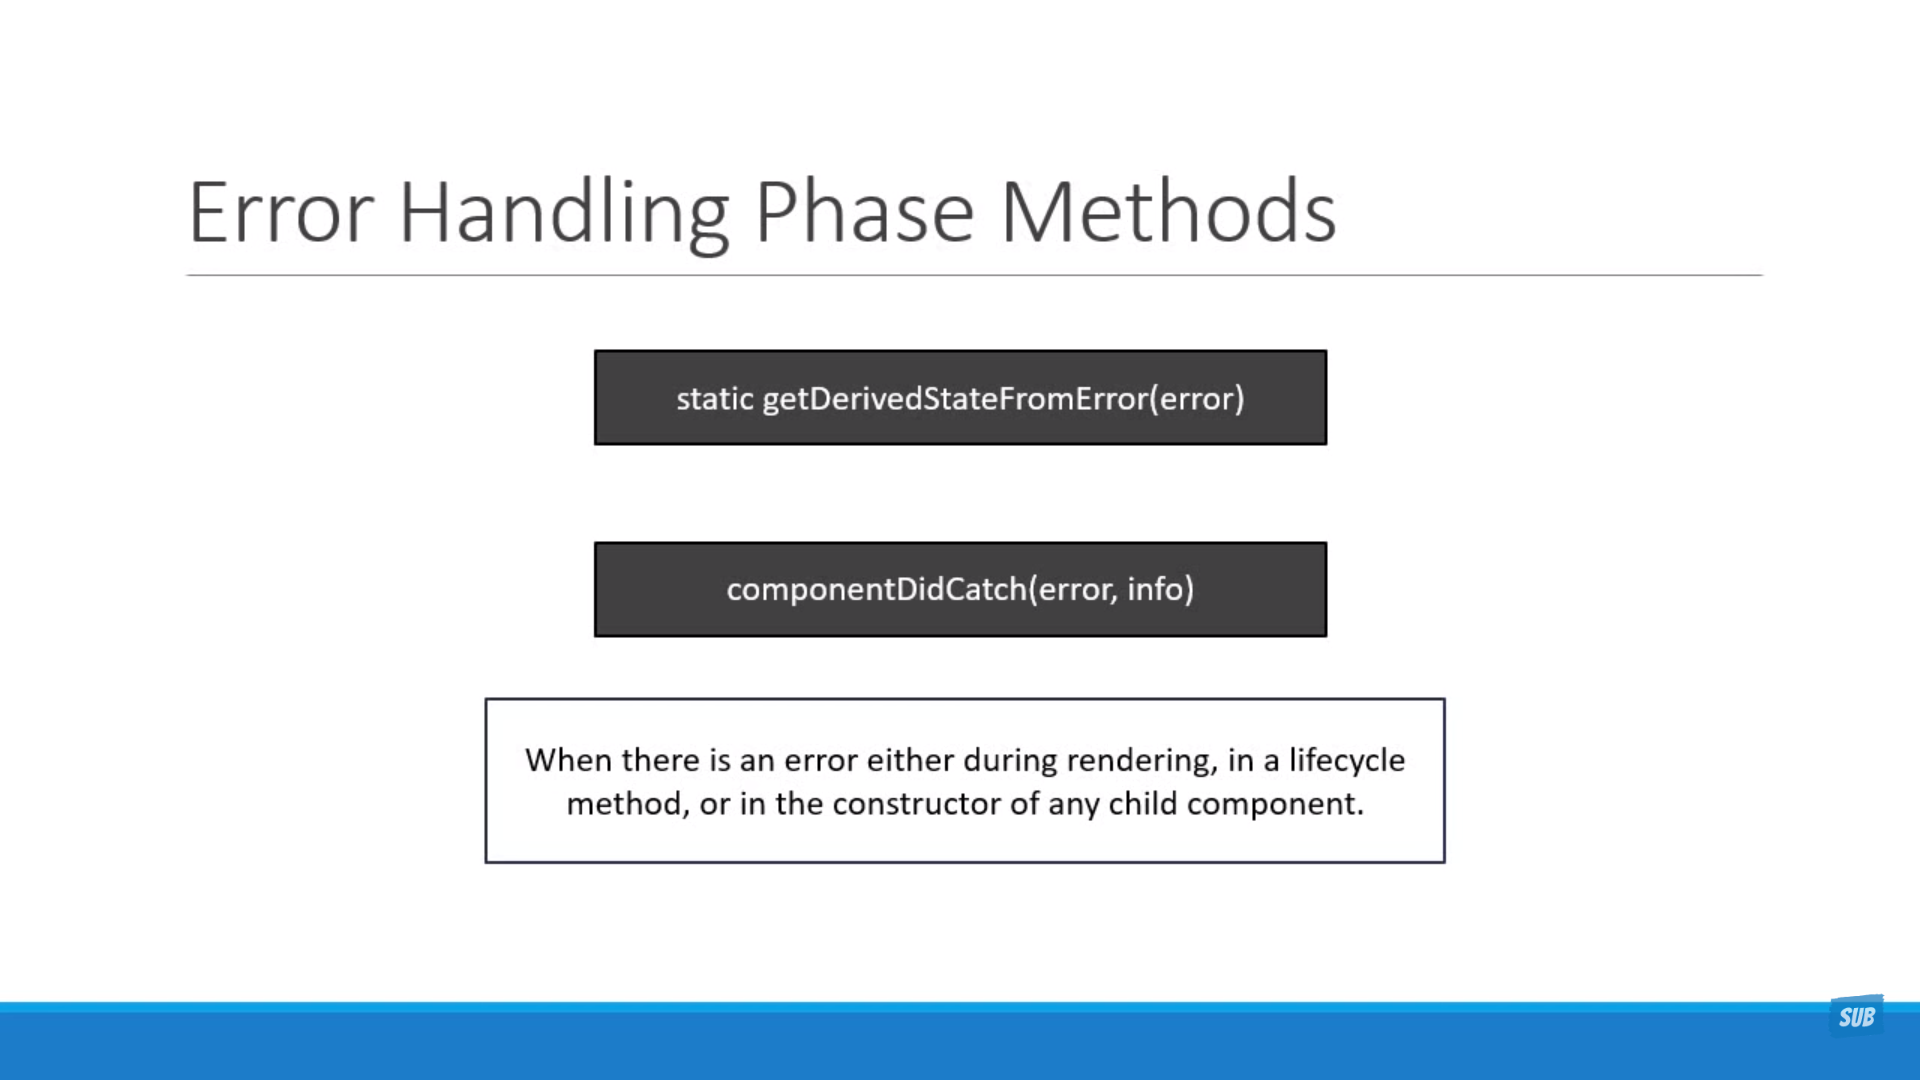 Error Handling Phase Methods
static getDerivedStateFromError(error)
componentDidCatch(error, info)
When there is an error either during rendering, in a lifecycle
method, or in the constructor of any child component.
SUB